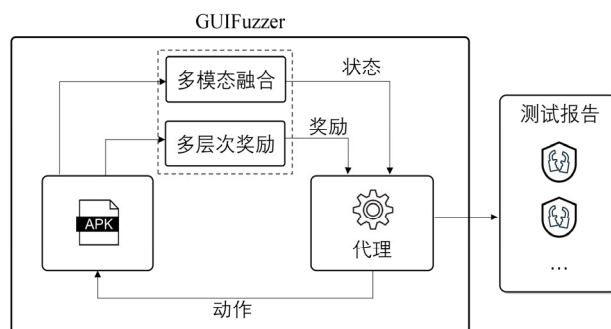 GUIFuzzer
多模态融合
状态
多层次奖励
奖励
APK
代理
动作
测试报告
...